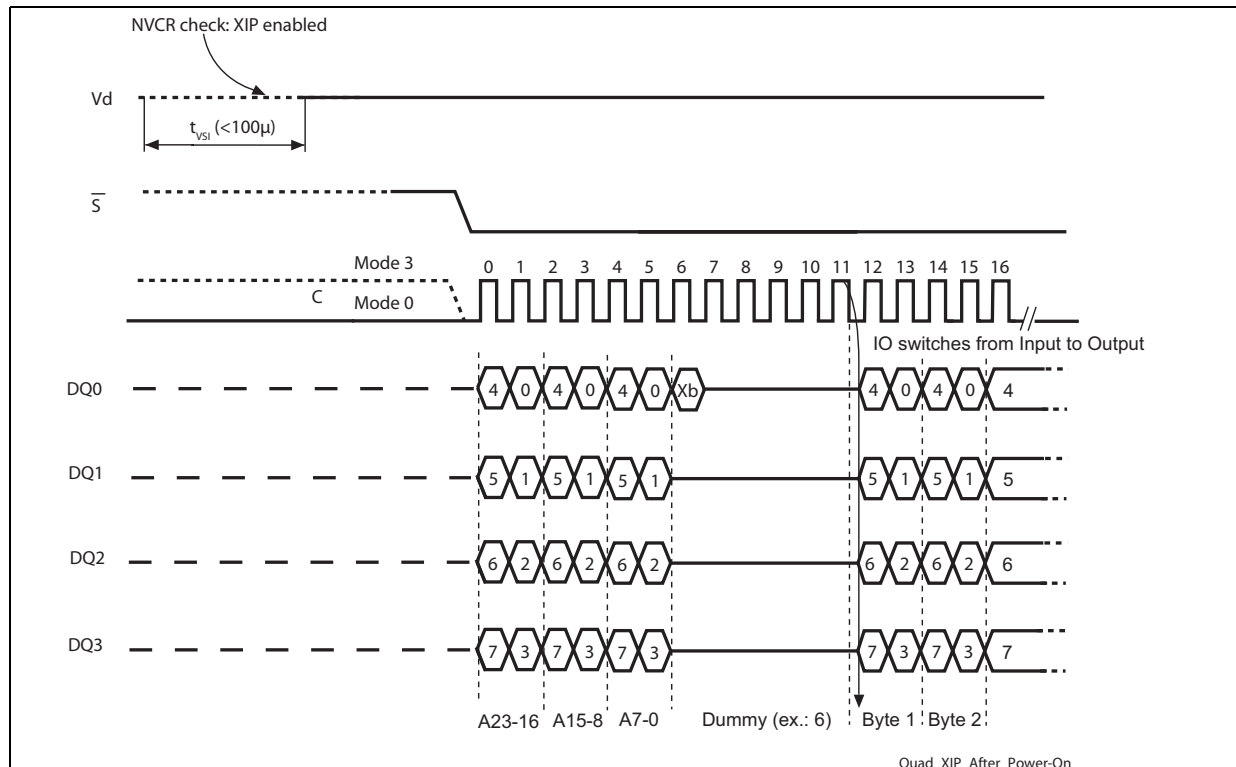 NVCR check: XIP enabled
Vd
tVSI (<100µ)
S
Mode 3
C
Mode 0
0 1 2 3 4 5 6 7 8 9 10 11 12 13 14 15 16
IO switches from Input to Output
DQ0 4 0 4 0 4 0 Xb 4 0 4 0 4
DQ1 5 1 5 1 5 1 5 1 5 1 5
DQ2 6 2 6 2 6 2 6 2 6 2 6
DQ3 7 3 7 3 7 3 7 3 7 3 7
A23-16 A15-8 A7-0 Dummy (ex.: 6) Byte 1 Byte 2
Quad_XIP_After_Power-On